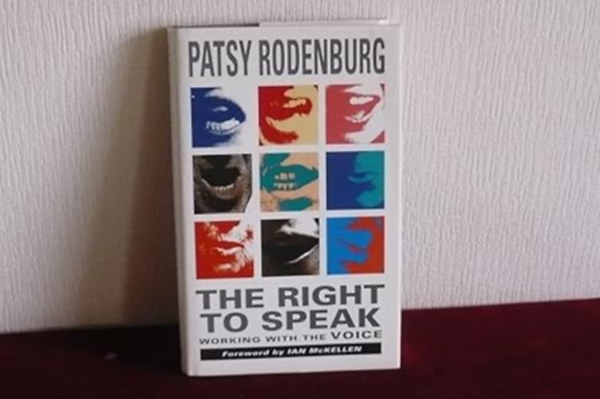 PATSY RODENBURG
THE RIGHT
TO SPEAK
WORKING WITH THE VOICE
Foreword by IAN McKELLEN